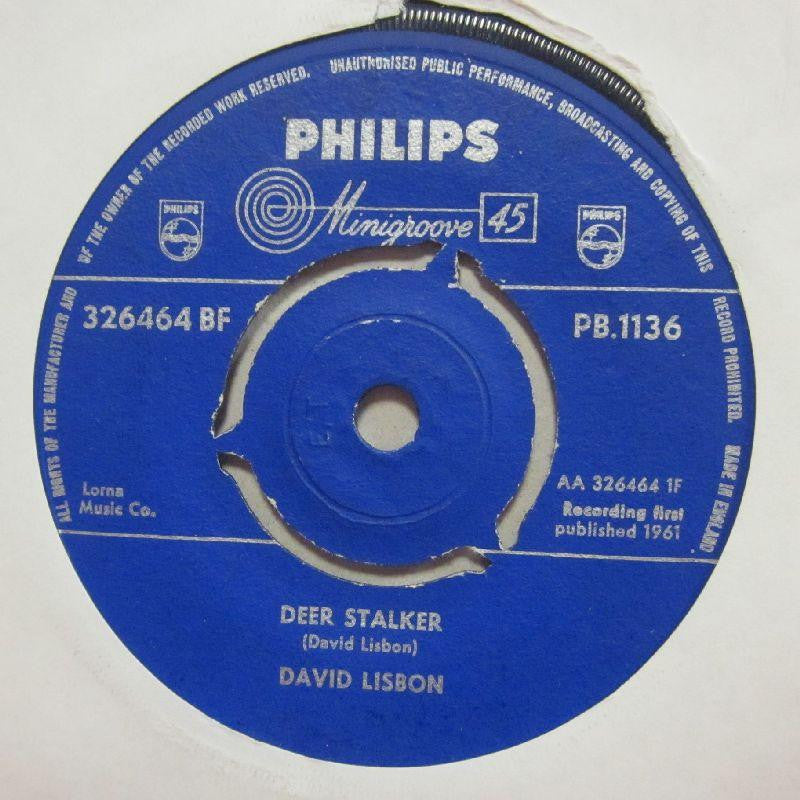 ALL RIGHTS OF THE MANUFACTURER AND OF THE OWNER OF THE RECORDED WORK RESERVED. UNAUTHORISED PUBLIC PERFORMANCE, BROADCASTING AND COPYING OF THIS RECORD PROHIBITED. MADE IN ENGLAND
PHILIPS
Minigroove 45
PHILIPS
PHILIPS
326464 BF
PB.1136
Lorna
Music Co.
AA 326464 1F
Recording first
published 1961
DEER STALKER
(David Lisbon)
DAVID LISBON